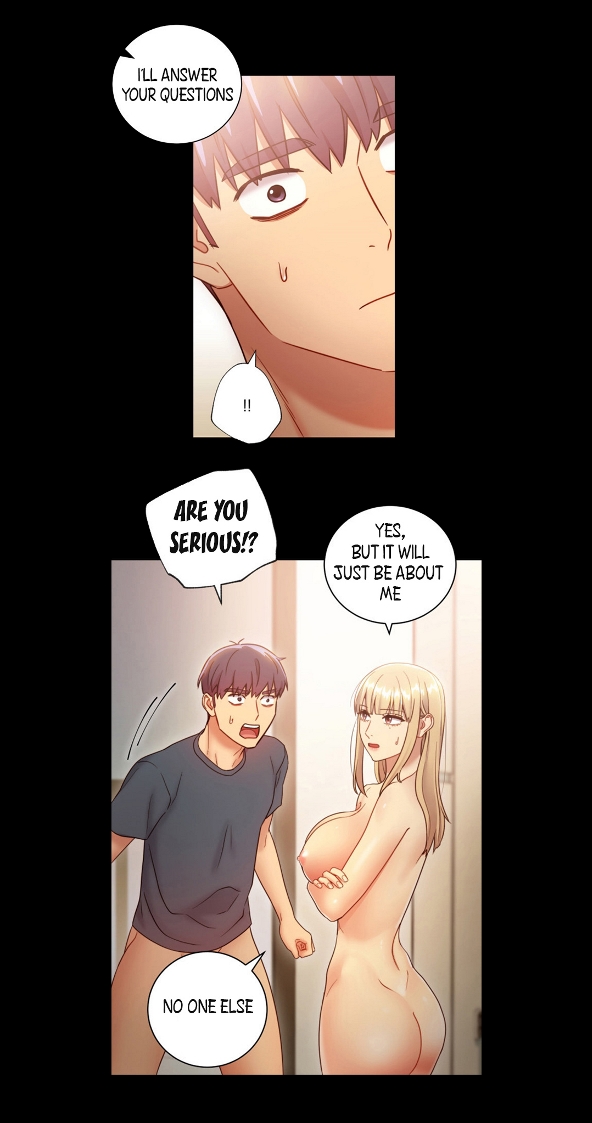 I'LL ANSWER
YOUR QUESTIONS
!!
ARE YOU
SERIOUS!?
YES,
BUT IT WILL
JUST BE ABOUT
ME
NO ONE ELSE